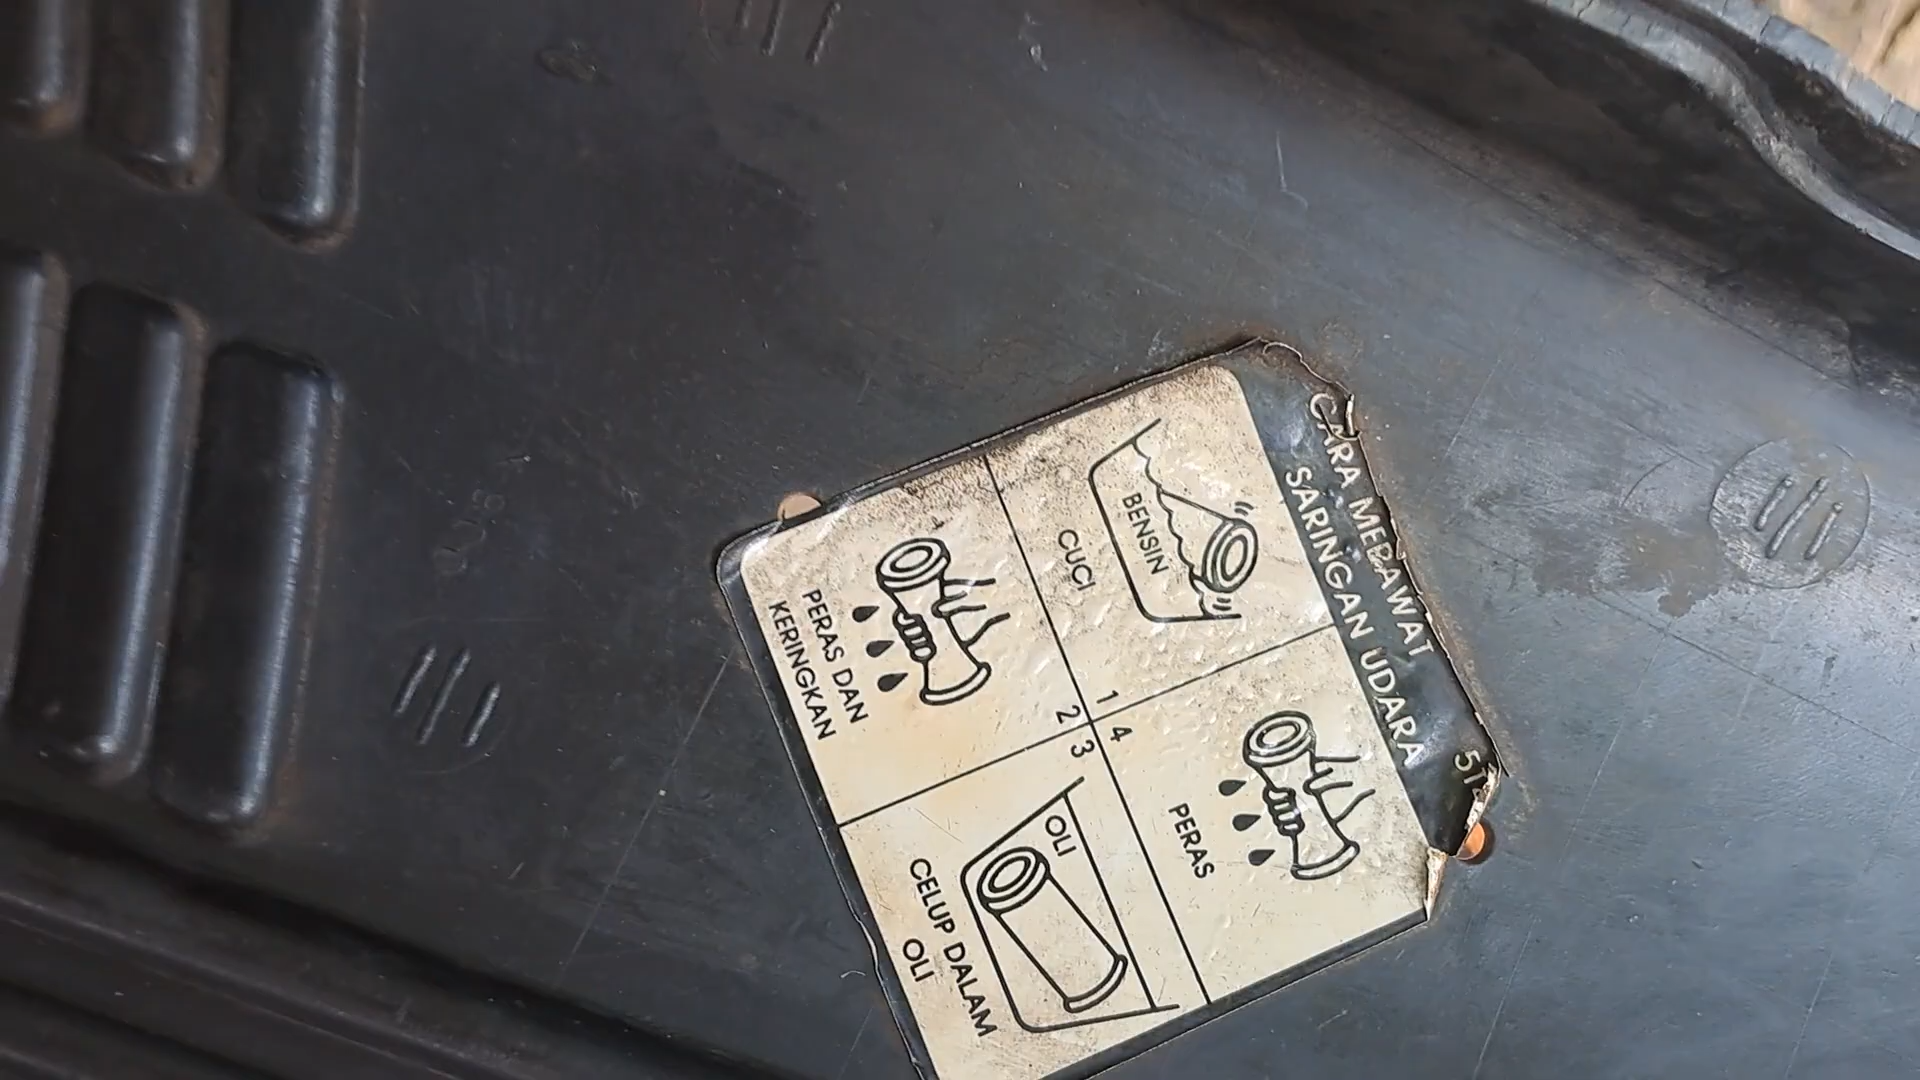 CARA MERAWAT
SARINGAN UDARA
BENSIN
CUCI
1
2
PERAS DAN
KERINGKAN
3
OLI
CELUP DALAM
OLI
4
PERAS